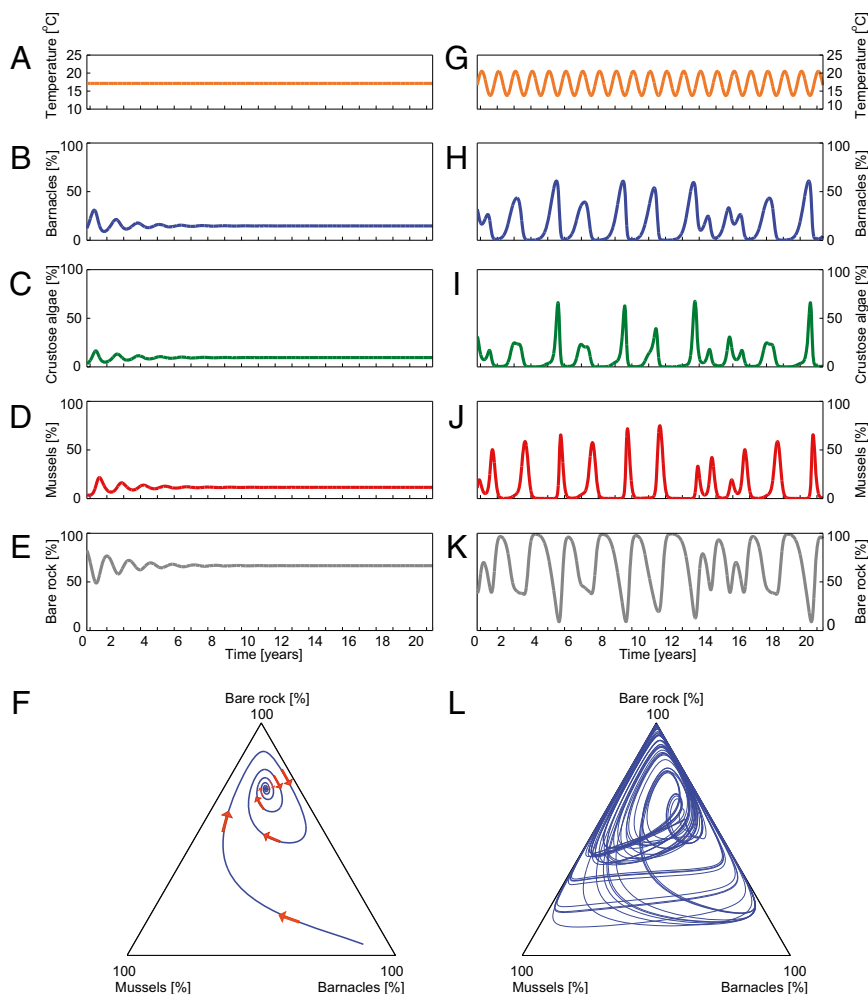 A
Temperature [°C]
25
20
15
10
B
Barnacles [%]
100
50
0
C
Crustose algae [%]
100
50
0
D
Mussels [%]
100
50
0
E
Bare rock [%]
100
50
0
0 2 4 6 8 10 12 14 16 18 20
Time [years]
F
Bare rock [%]
100
100
Mussels [%]
100
Barnacles [%]
G
25
20
15
10
Temperature [°C]
H
100
50
0
Barnacles [%]
I
100
50
0
Crustose algae [%]
J
100
50
0
Mussels [%]
K
100
50
0
Bare rock [%]
0 2 4 6 8 10 12 14 16 18 20
Time [years]
L
Bare rock [%]
100
100
Mussels [%]
100
Barnacles [%]